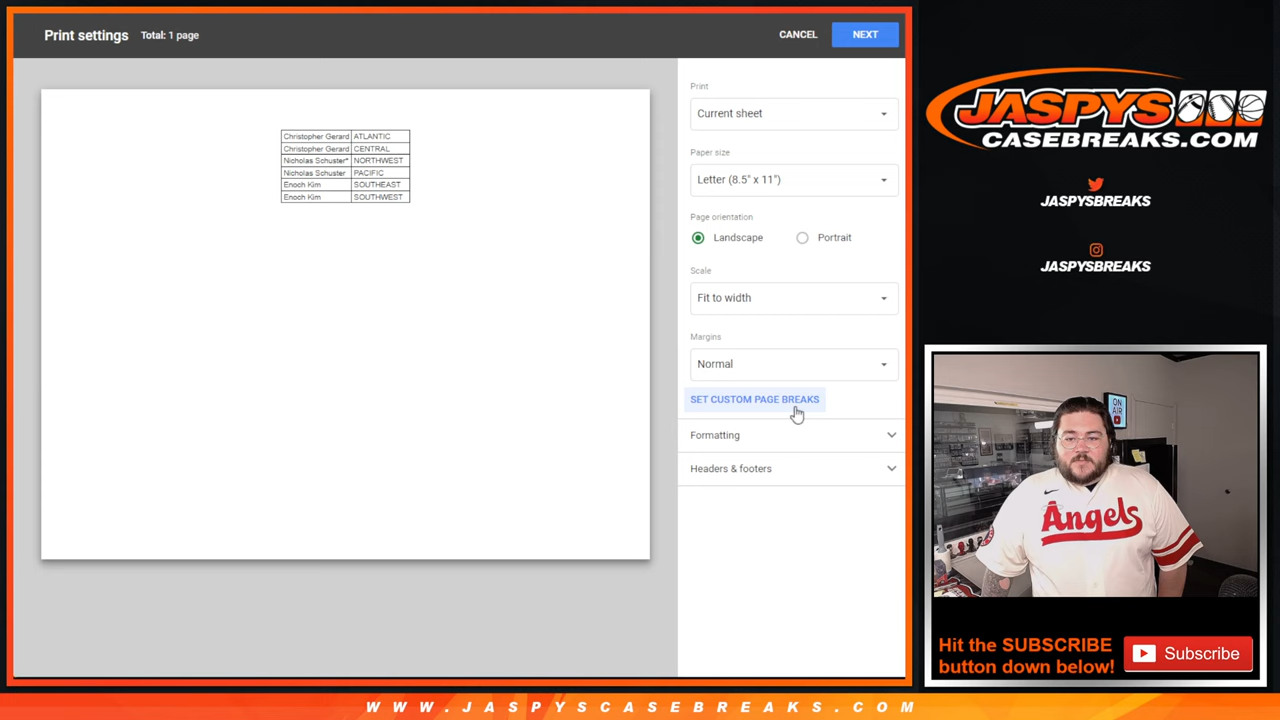 Print settings Total: 1 page CANCEL NEXT
Christopher Gerard ATLANTIC
Christopher Gerard CENTRAL
Nicholas Schuster* NORTHWEST
Nicholas Schuster PACIFIC
Enoch Kim SOUTHEAST
Enoch Kim SOUTHWEST
Print
Current sheet
Paper size
Letter (8.5" x 11")
Page orientation
Landscape Portrait
Scale
Fit to width
Margins
Normal
SET CUSTOM PAGE BREAKS
Formatting
Headers & footers
JASPYS
CASEBREAKS.COM
JASPYSBREAKS
JASPYSBREAKS
ON
AIR
Angels
Hit the SUBSCRIBE
button down below!
Subscribe
WWW.JASPYSCASEBREAKS.COM